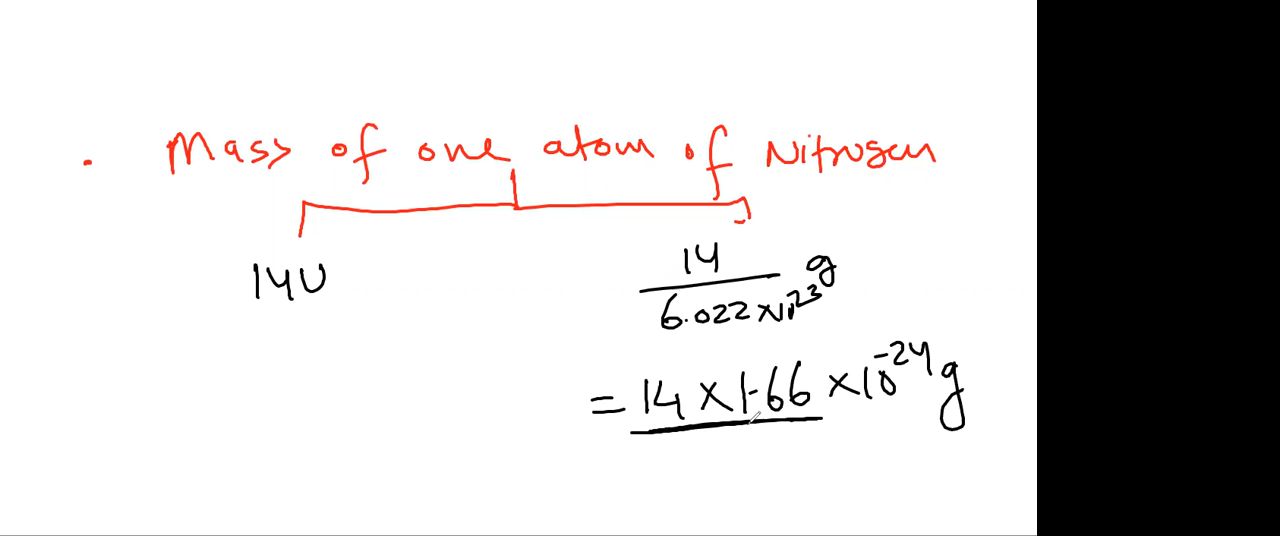 . Mass of one atom of Nitrogen
14U
14
6.022 × 10²³ g
= 14 × 1.66 × 10⁻²⁴ g